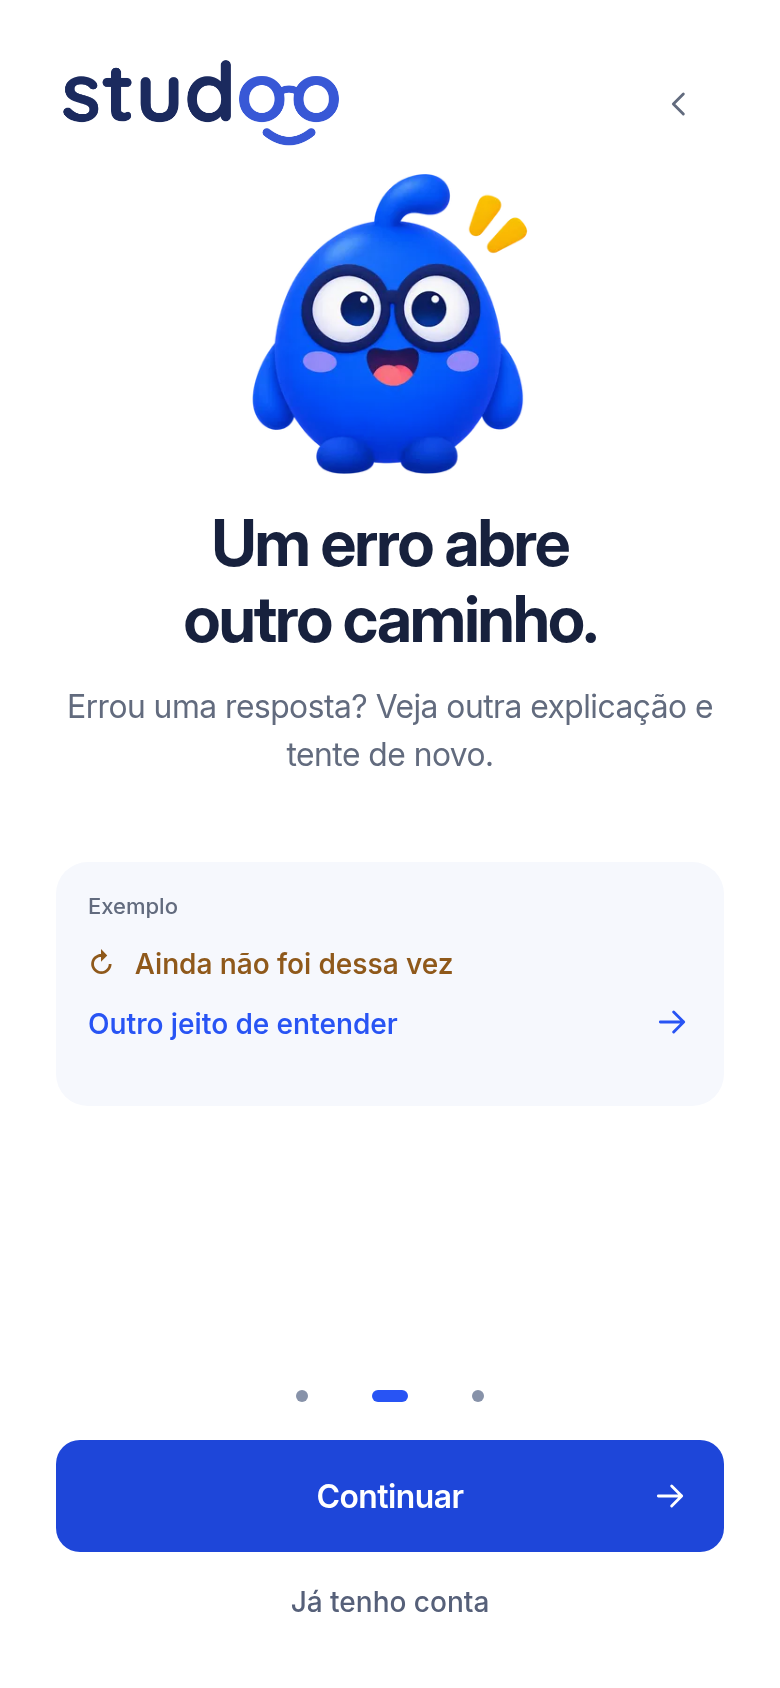 studoo
Um erro abre
outro caminho.
Errou uma resposta? Veja outra explicação e
tente de novo.
Exemplo
Ainda não foi dessa vez
Outro jeito de entender
Continuar
Já tenho conta